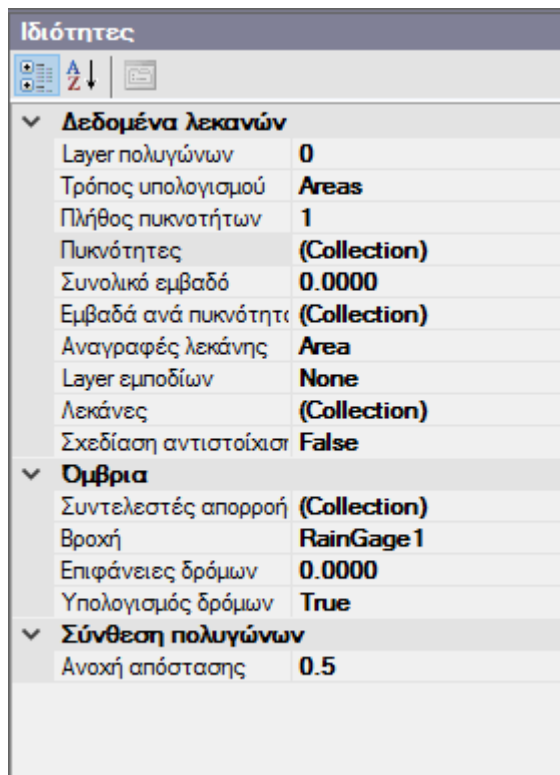 Ιδιότητες
Δεδομένα λεκανών
Layer πολυγώνων 0
Τρόπος υπολογισμού Areas
Πλήθος πυκνοτήτων 1
Πυκνότητες (Collection)
Συνολικό εμβαδό 0.0000
Εμβαδά ανά πυκνότητα (Collection)
Αναγραφές λεκάνης Area
Layer εμποδίων None
Λεκάνες (Collection)
Σχεδίαση αντιστοίχισ (Collection) False
Όμβρια
Συντελεστές απορροή (Collection)
Βροχή RainGage1
Επιφάνειες δρόμων 0.0000
Υπολογισμός δρόμων True
Σύνθεση πολυγώνων
Ανοχή απόστασης 0.5